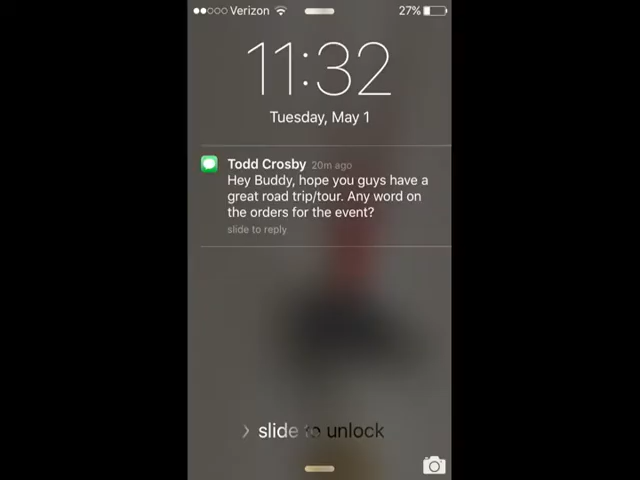 Verizon 27%
11:32
Tuesday, May 1
Todd Crosby 20m ago
Hey Buddy, hope you guys have a
great road trip/tour. Any word on
the orders for the event?
slide to reply
slide to unlock